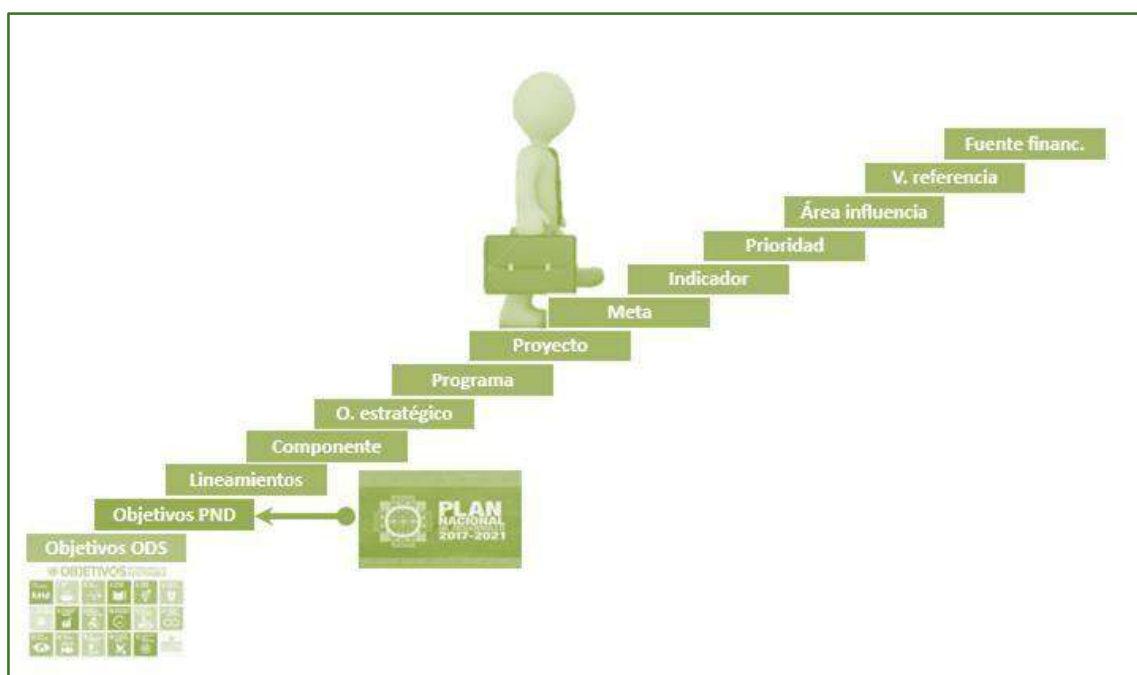 Fuente financ.
V. referencia
Área influencia
Prioridad
Indicador
Meta
Proyecto
Programa
O. estratégico
Componente
Lineamientos
Objetivos PND
PLAN
NACIONAL
2017-2021
Objetivos ODS
OBJETIVOS